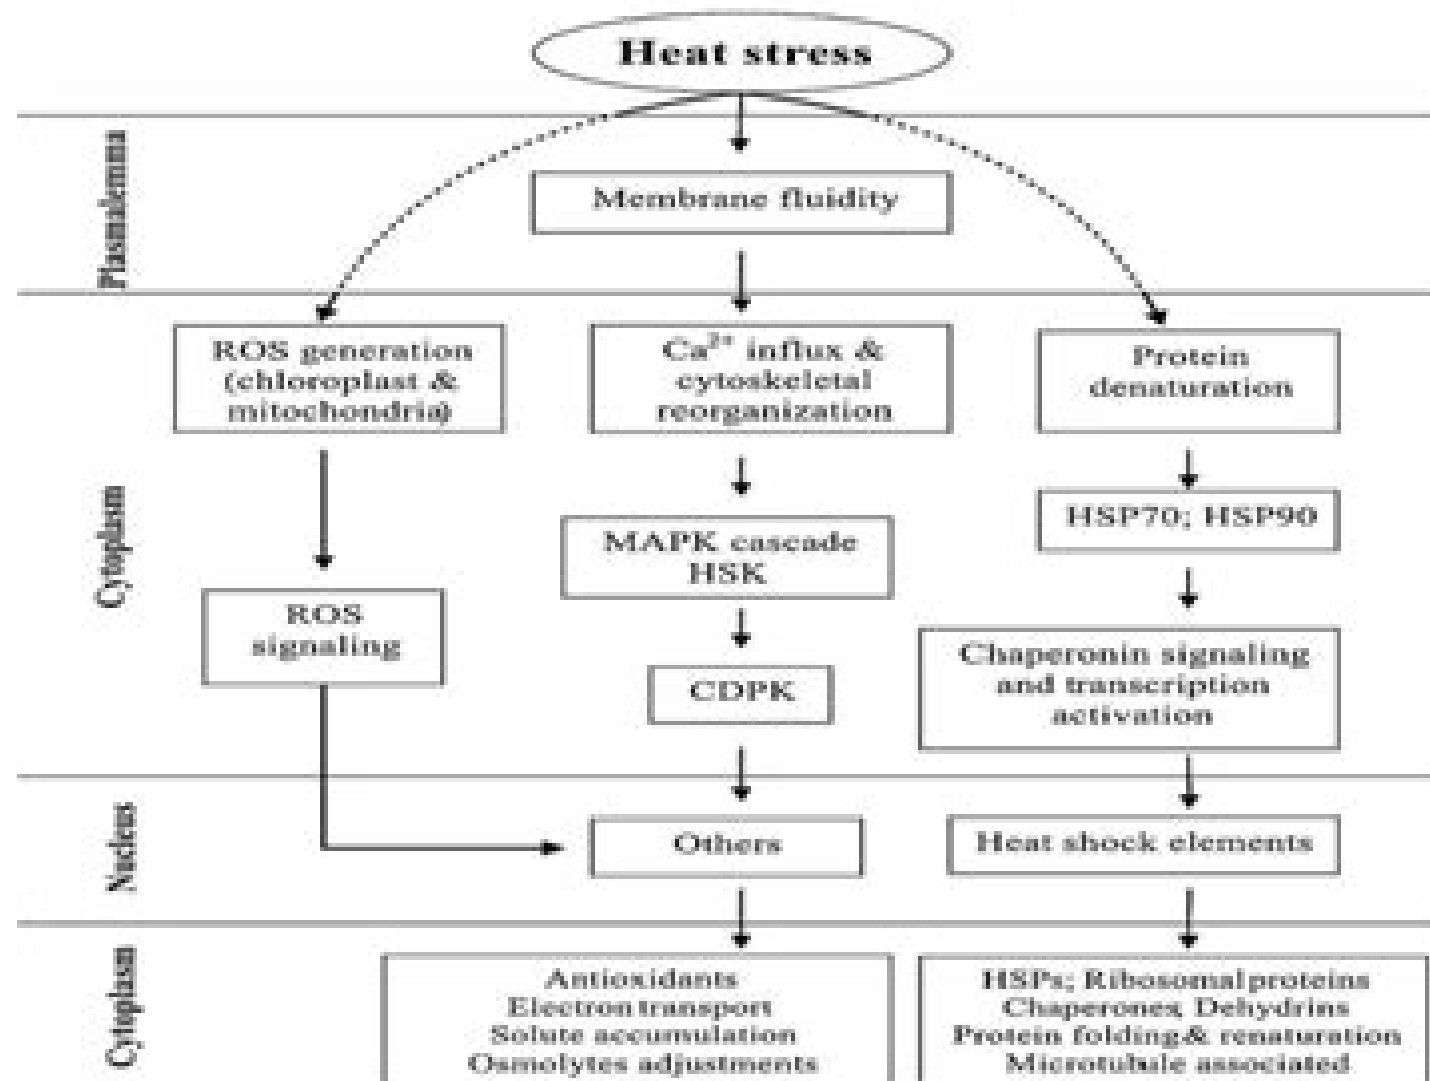 Heat stress
Plasmalemma
Membrane fluidity
ROS generation
(chloroplast &
mitochondria)
Ca²⁺ influx &
cytoskeletal
reorganization
Protein
denaturation
Cytoplasm
HSP70; HSP90
MAPK cascade
HSK
ROS
signaling
CDPK
Chaperonin signaling
and transcription
activation
Nucleus
Others
Heat shock elements
Cytoplasm
Antioxidants
Electron transport
Solute accumulation
Osmolytes adjustments
HSPs; Ribosomal proteins
Chaperones, Dehydrins
Protein folding & renaturation
Microtubule associated